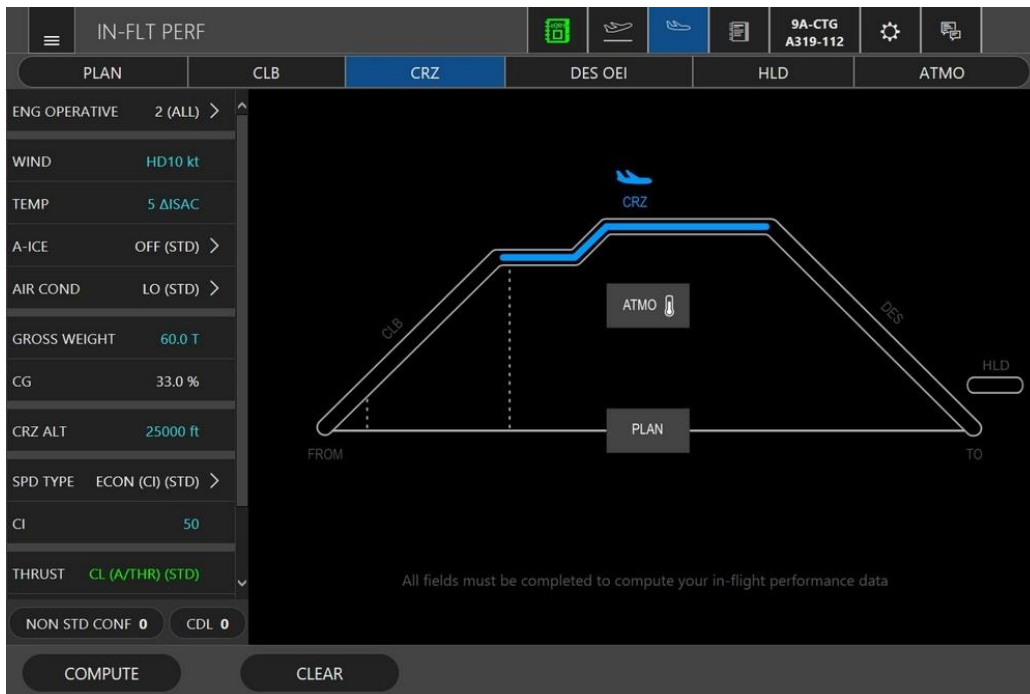 IN-FLT PERF
9A-CTG
A319-112
PLAN CLB CRZ DES OEI HLD ATMO
ENG OPERATIVE 2 (ALL)
WIND HD10 kt
TEMP 5 ΔISAC
A-ICE OFF (STD)
AIR COND LO (STD)
GROSS WEIGHT 60.0 T
CG 33.0 %
CRZ ALT 25000 ft
SPD TYPE ECON (CI) (STD)
CI 50
THRUST CL (A/THR) (STD)
NON STD CONF 0 CDL 0
COMPUTE CLEAR
CRZ
ATMO
CLB
DES
HLD
PLAN
FROM
TO
All fields must be completed to compute your in-flight performance data